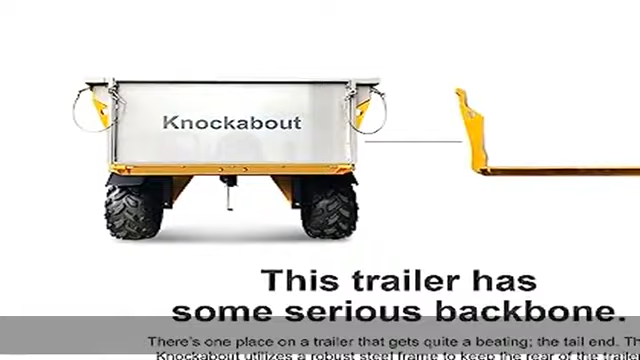 Knockabout
This trailer has
some serious backbone.
There's one place on a trailer that gets quite a beating; the tail end.
Knockabout utilizes a robust steel frame to keep the rear of the